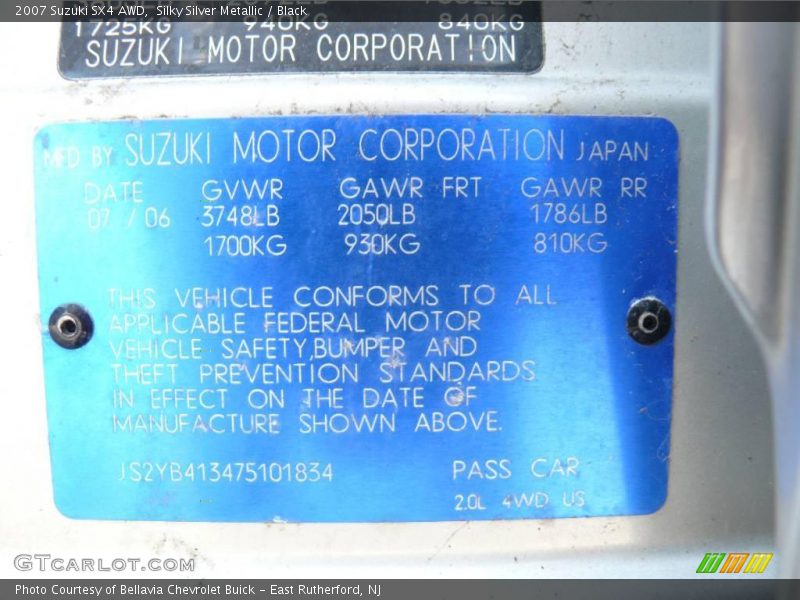 2007 Suzuki SX4 AWD, Silky Silver Metallic / Black
1725KG 940KG 840KG
SUZUKI MOTOR CORPORATION
MFD BY SUZUKI MOTOR CORPORATION JAPAN
DATE GVWR GAWR FRT GAWR RR
07 / 06 3748LB 2050LB 1786LB
1700KG 930KG 810KG
THIS VEHICLE CONFORMS TO ALL
APPLICABLE FEDERAL MOTOR
VEHICLE SAFETY,BUMPER AND
THEFT PREVENTION STANDARDS
IN EFFECT ON THE DATE OF
MANUFACTURE SHOWN ABOVE.
JS2YB413475101834 PASS CAR
2.0L 4WD US
GTCARLOT.COM
Photo Courtesy of Bellavia Chevrolet Buick - East Rutherford, NJ